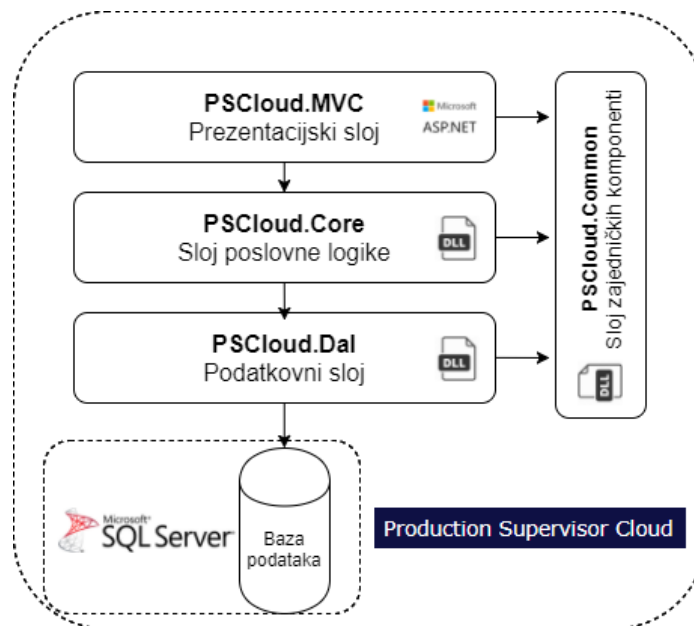 PSCloud.MVC
Prezentacijski sloj
Microsoft
ASP.NET
PSCloud.Core
Sloj poslovne logike
DLL
PSCloud.Dal
Podatkovni sloj
DLL
PSCloud.Common
Sloj zajedničkih komponenti
DLL
Microsoft®
SQL Server
Baza
podataka
Production Supervisor Cloud